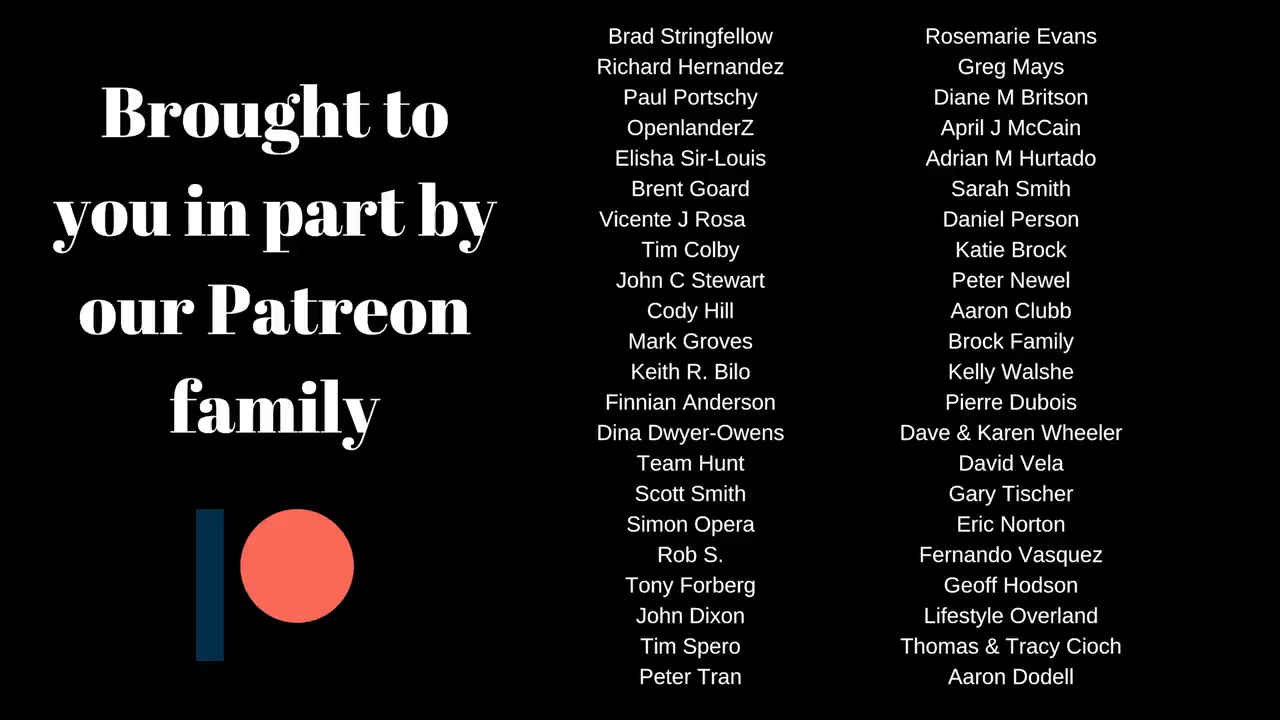 Brought to
you in part by
our Patreon
family
Brad Stringfellow
Richard Hernandez
Paul Portschy
OpenlanderZ
Elisha Sir-Louis
Brent Goard
Vicente J Rosa
Tim Colby
John C Stewart
Cody Hill
Mark Groves
Keith R. Bilo
Finnian Anderson
Dina Dwyer-Owens
Team Hunt
Scott Smith
Simon Opera
Rob S.
Tony Forberg
John Dixon
Tim Spero
Peter Tran
Rosemarie Evans
Greg Mays
Diane M Britson
April J McCain
Adrian M Hurtado
Sarah Smith
Daniel Person
Katie Brock
Peter Newel
Aaron Clubb
Brock Family
Kelly Walshe
Pierre Dubois
Dave & Karen Wheeler
David Vela
Gary Tischer
Eric Norton
Fernando Vasquez
Geoff Hodson
Lifestyle Overland
Thomas & Tracy Cioch
Aaron Dodell